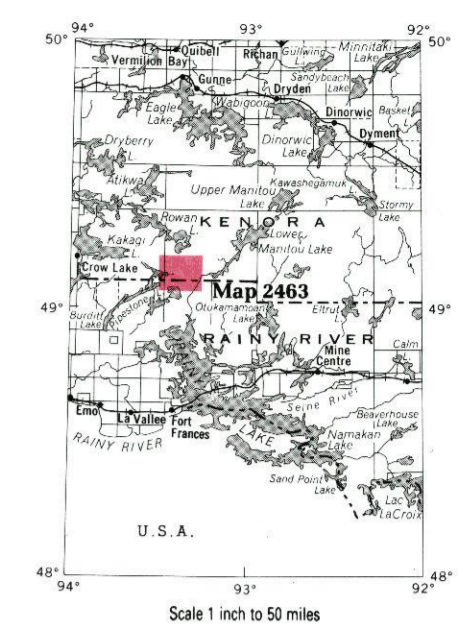 94° 93° 92°
50° 50°
Quibell
Vermilion Bay
Richan
Gullwing L.
Minnitaki
Lake
Gunne
Sandybeach
Lake
Eagle
Lake
Wabigoon
L.
Dryden
Dinorwic
Basket
L.
Dinorwic
Lake
Dyment
Dryberry
L.
Atikwa
L.
Upper Manitou
Lake
Kawashegamuk
L.
Stormy
Lake
Rowan
L.
KENORA
Kakagi
L.
Lower
Manitou Lake
Crow Lake
Map 2463
49° 49°
Burditt
Lake
Pipestone
Otukamamoan
Lake
Eltrut
L.
RAINY RIVER
Mine
Centre
Calm
L.
RAINY
LAKE
Seine River
Emo
La Vallee
Fort
Frances
RAINY RIVER
Beaverhouse
Lake
Namakan
Lake
Sand Point
Lake
Lac
LaCroix
U.S.A.
48° 48°
94° 93° 92°
Scale 1 inch to 50 miles